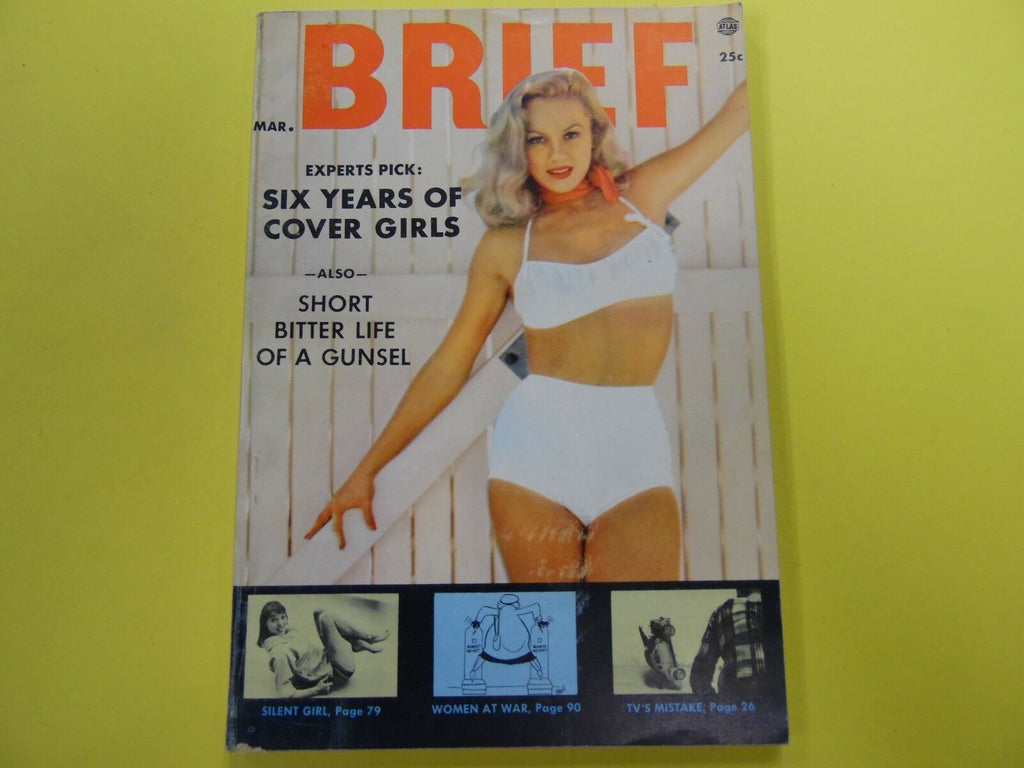 BRIEF
ATLAS
25c
MAR.
EXPERTS PICK:
SIX YEARS OF
COVER GIRLS
—ALSO—
SHORT
BITTER LIFE
OF A GUNSEL
SILENT GIRL, Page 79
WOMEN AT WAR, Page 90
TV'S MISTAKE, Page 26